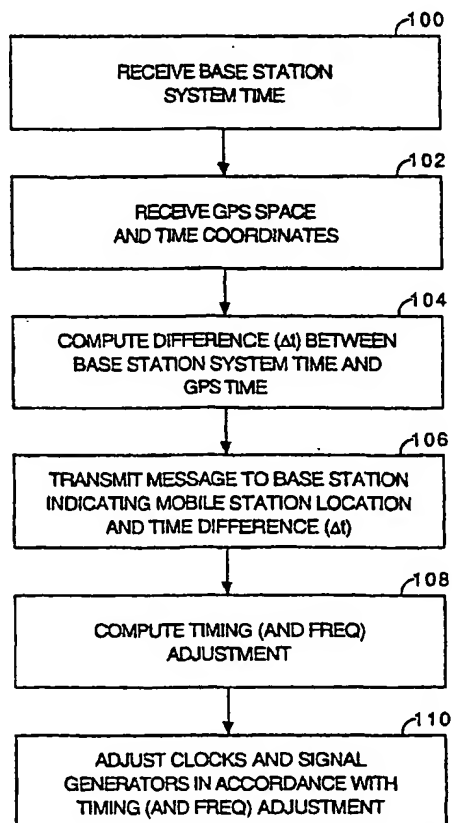 100
RECEIVE BASE STATION
SYSTEM TIME
102
RECEIVE GPS SPACE
AND TIME COORDINATES
104
COMPUTE DIFFERENCE (Δt) BETWEEN
BASE STATION SYSTEM TIME AND
GPS TIME
106
TRANSMIT MESSAGE TO BASE STATION
INDICATING MOBILE STATION LOCATION
AND TIME DIFFERENCE (Δt)
108
COMPUTE TIMING (AND FREQ)
ADJUSTMENT
110
ADJUST CLOCKS AND SIGNAL
GENERATORS IN ACCORDANCE WITH
TIMING (AND FREQ) ADJUSTMENT